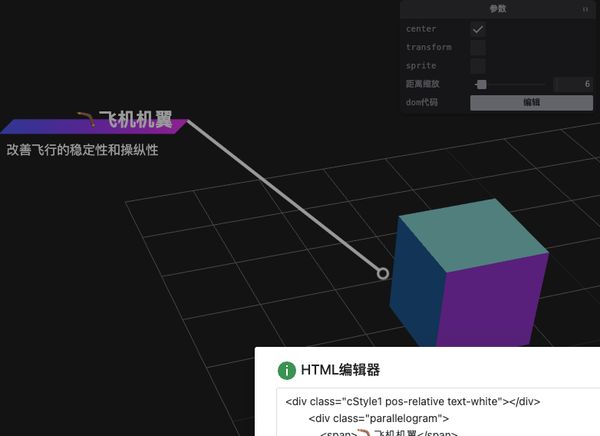 参数
center
transform
sprite
距离缩放 6
dom代码 编辑
🪃 飞机机翼
改善飞行的稳定性和操纵性
HTML编辑器
<div class="cStyle1 pos-relative text-white"></div>
<div class="parallelogram">
<span>🪃 飞机机翼</span>